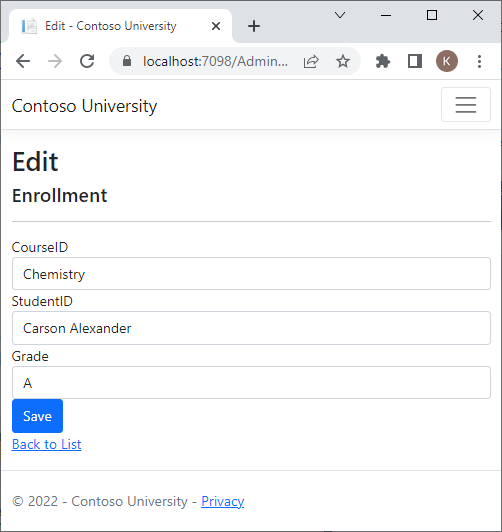 Edit - Contoso University
localhost:7098/Admin...
K
Contoso University
Edit
Enrollment
CourseID
Chemistry
StudentID
Carson Alexander
Grade
A
Save
Back to List
© 2022 - Contoso University - Privacy